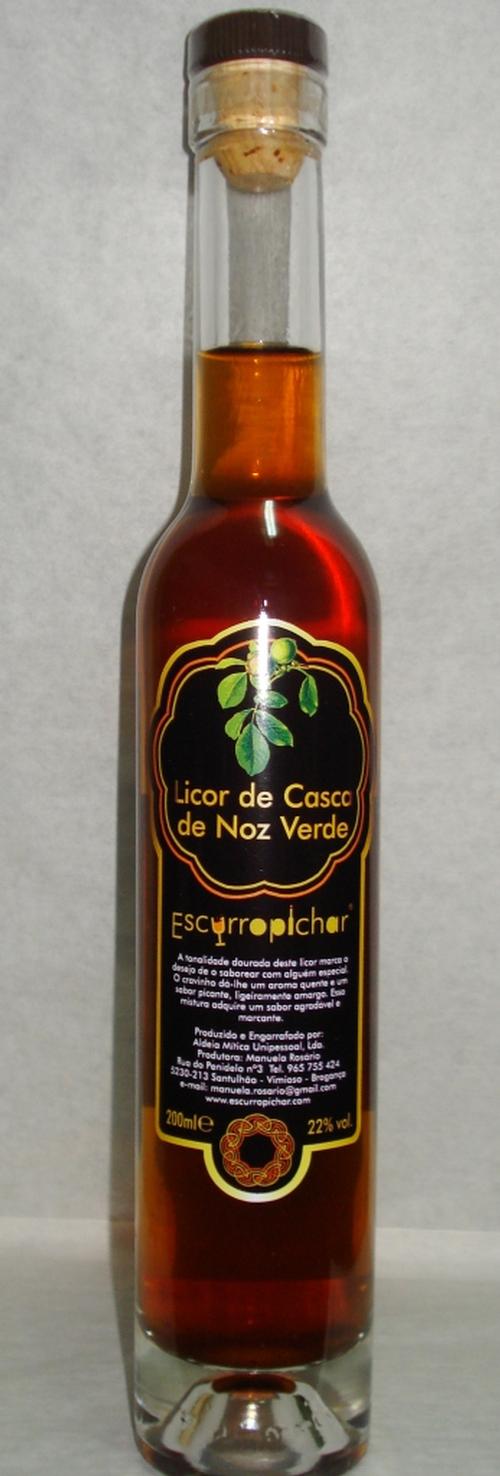 Licor de Casca
de Noz Verde
Escurropichar®
A tonalidade dourada deste licor marca o
desejo de o saborear com alguém especial.
O cravinho dá-lhe um aroma quente e um
sabor picante, ligeiramente amargo. Essa
mistura adquire um sabor agradável e
marcante.
Produzido e Engarrafado por:
Aldeia Mítica Unipessoal, Lda.
Produtora: Manuela Rosário
Rua do Penidelo nº3 Tel. 965 755 424
5230-213 Santulhão - Vimioso - Bragança
e-mail: manuela.rosario@gmail.com
www.escurropichar.com
200ml℮ 22% vol.